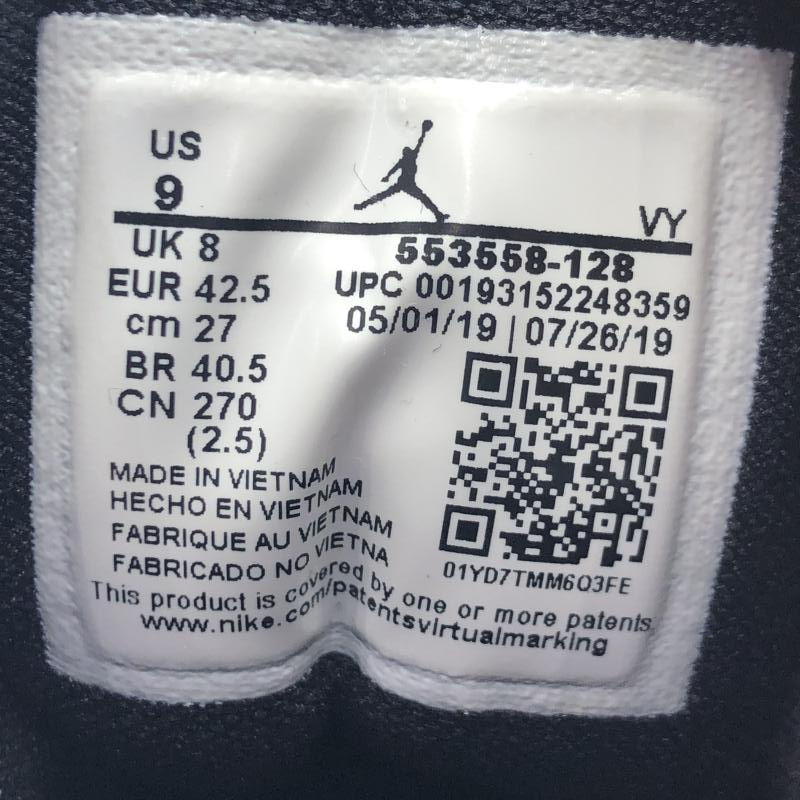 US
9
VY
UK 8
553558-128
EUR 42.5
UPC 00193152248359
cm 27
05/01/19 | 07/26/19
BR 40.5
CN 270
(2.5)
MADE IN VIETNAM
HECHO EN VIETNAM
FABRIQUE AU VIETNAM
FABRICADO NO VIETNA
01YD7TMM6Q3FE
This product is covered by one or more patents.
www.nike.com/patentsvirtualmarking